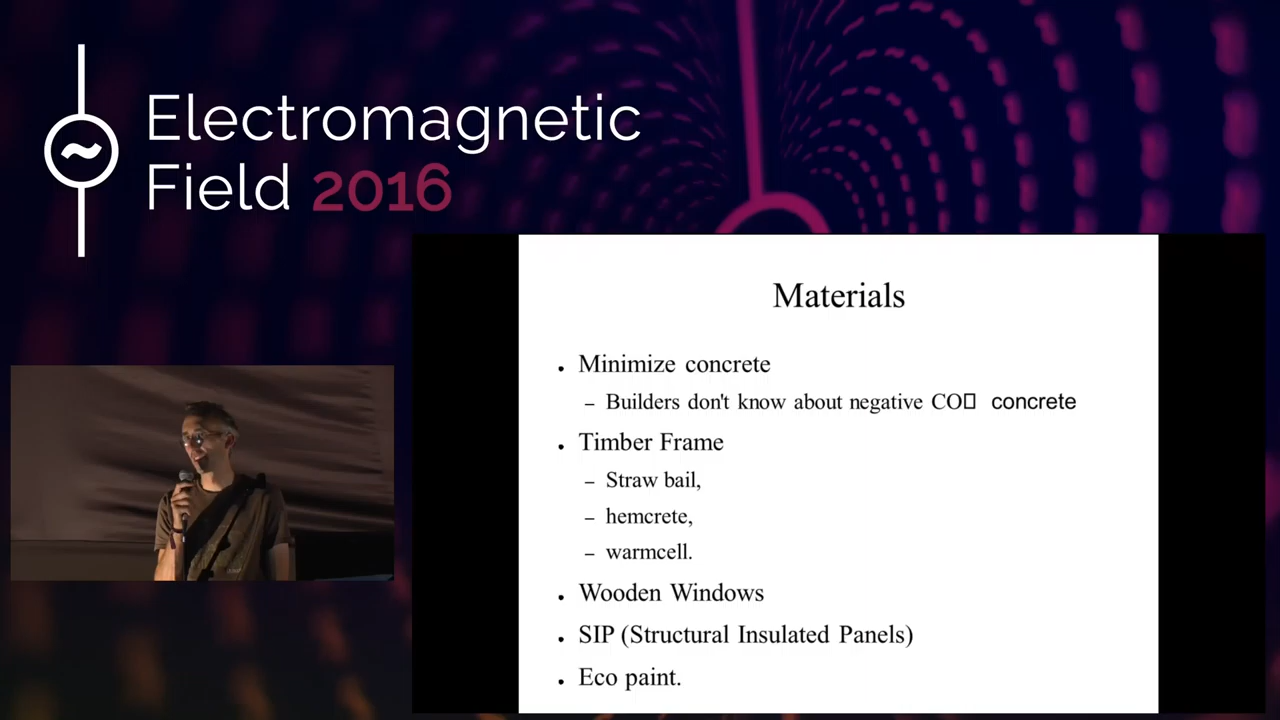 Electromagnetic
Field 2016
Materials
• Minimize concrete
– Builders don't know about negative CO□ concrete
• Timber Frame
– Straw bail,
– hemcrete,
– warmcell.
• Wooden Windows
• SIP (Structural Insulated Panels)
• Eco paint.